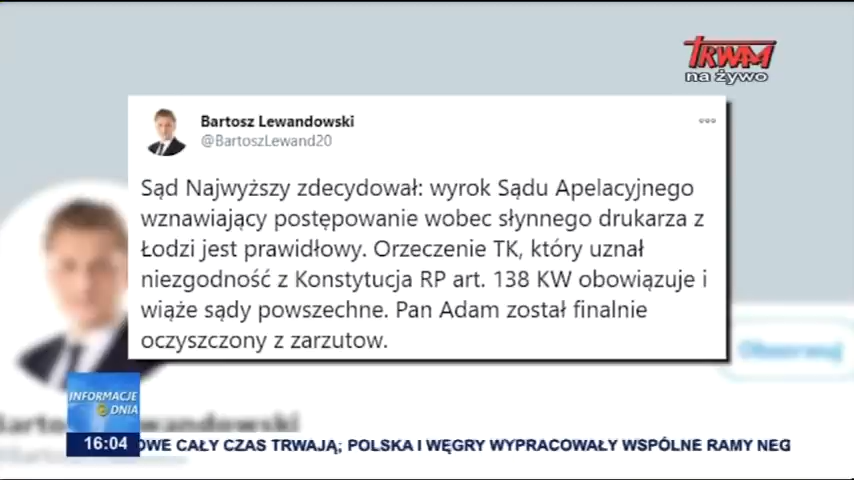 TRWAM
na żywo
Bartosz Lewandowski
@BartoszLewand20
Sąd Najwyższy zdecydował: wyrok Sądu Apelacyjnego
wznawiający postępowanie wobec słynnego drukarza z
Łodzi jest prawidłowy. Orzeczenie TK, który uznał
niezgodność z Konstytucja RP art. 138 KW obowiązuje i
wiąże sądy powszechne. Pan Adam został finalnie
oczyszczony z zarzutow.
Obserwuj
INFORMACJE
DNIA
16:04
OWE CAŁY CZAS TRWAJĄ; POLSKA I WĘGRY WYPRACOWAŁY WSPÓLNE RAMY NEG